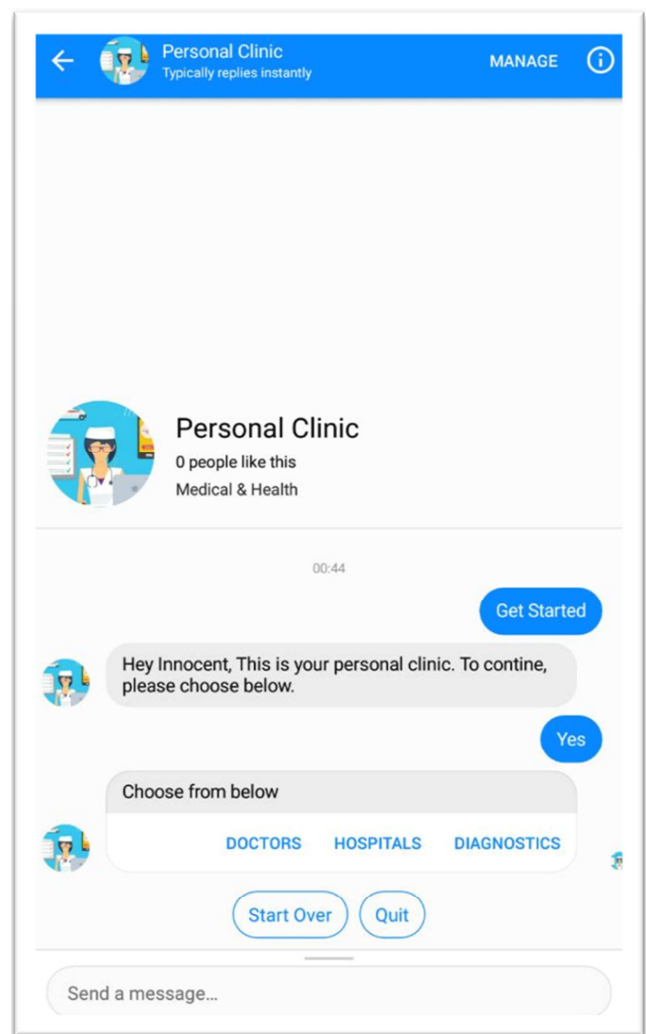 Personal Clinic
Typically replies instantly
MANAGE
Personal Clinic
0 people like this
Medical & Health
00:44
Get Started
Hey Innocent, This is your personal clinic. To contine,
please choose below.
Yes
Choose from below
DOCTORS HOSPITALS DIAGNOSTICS
Start Over Quit
Send a message...